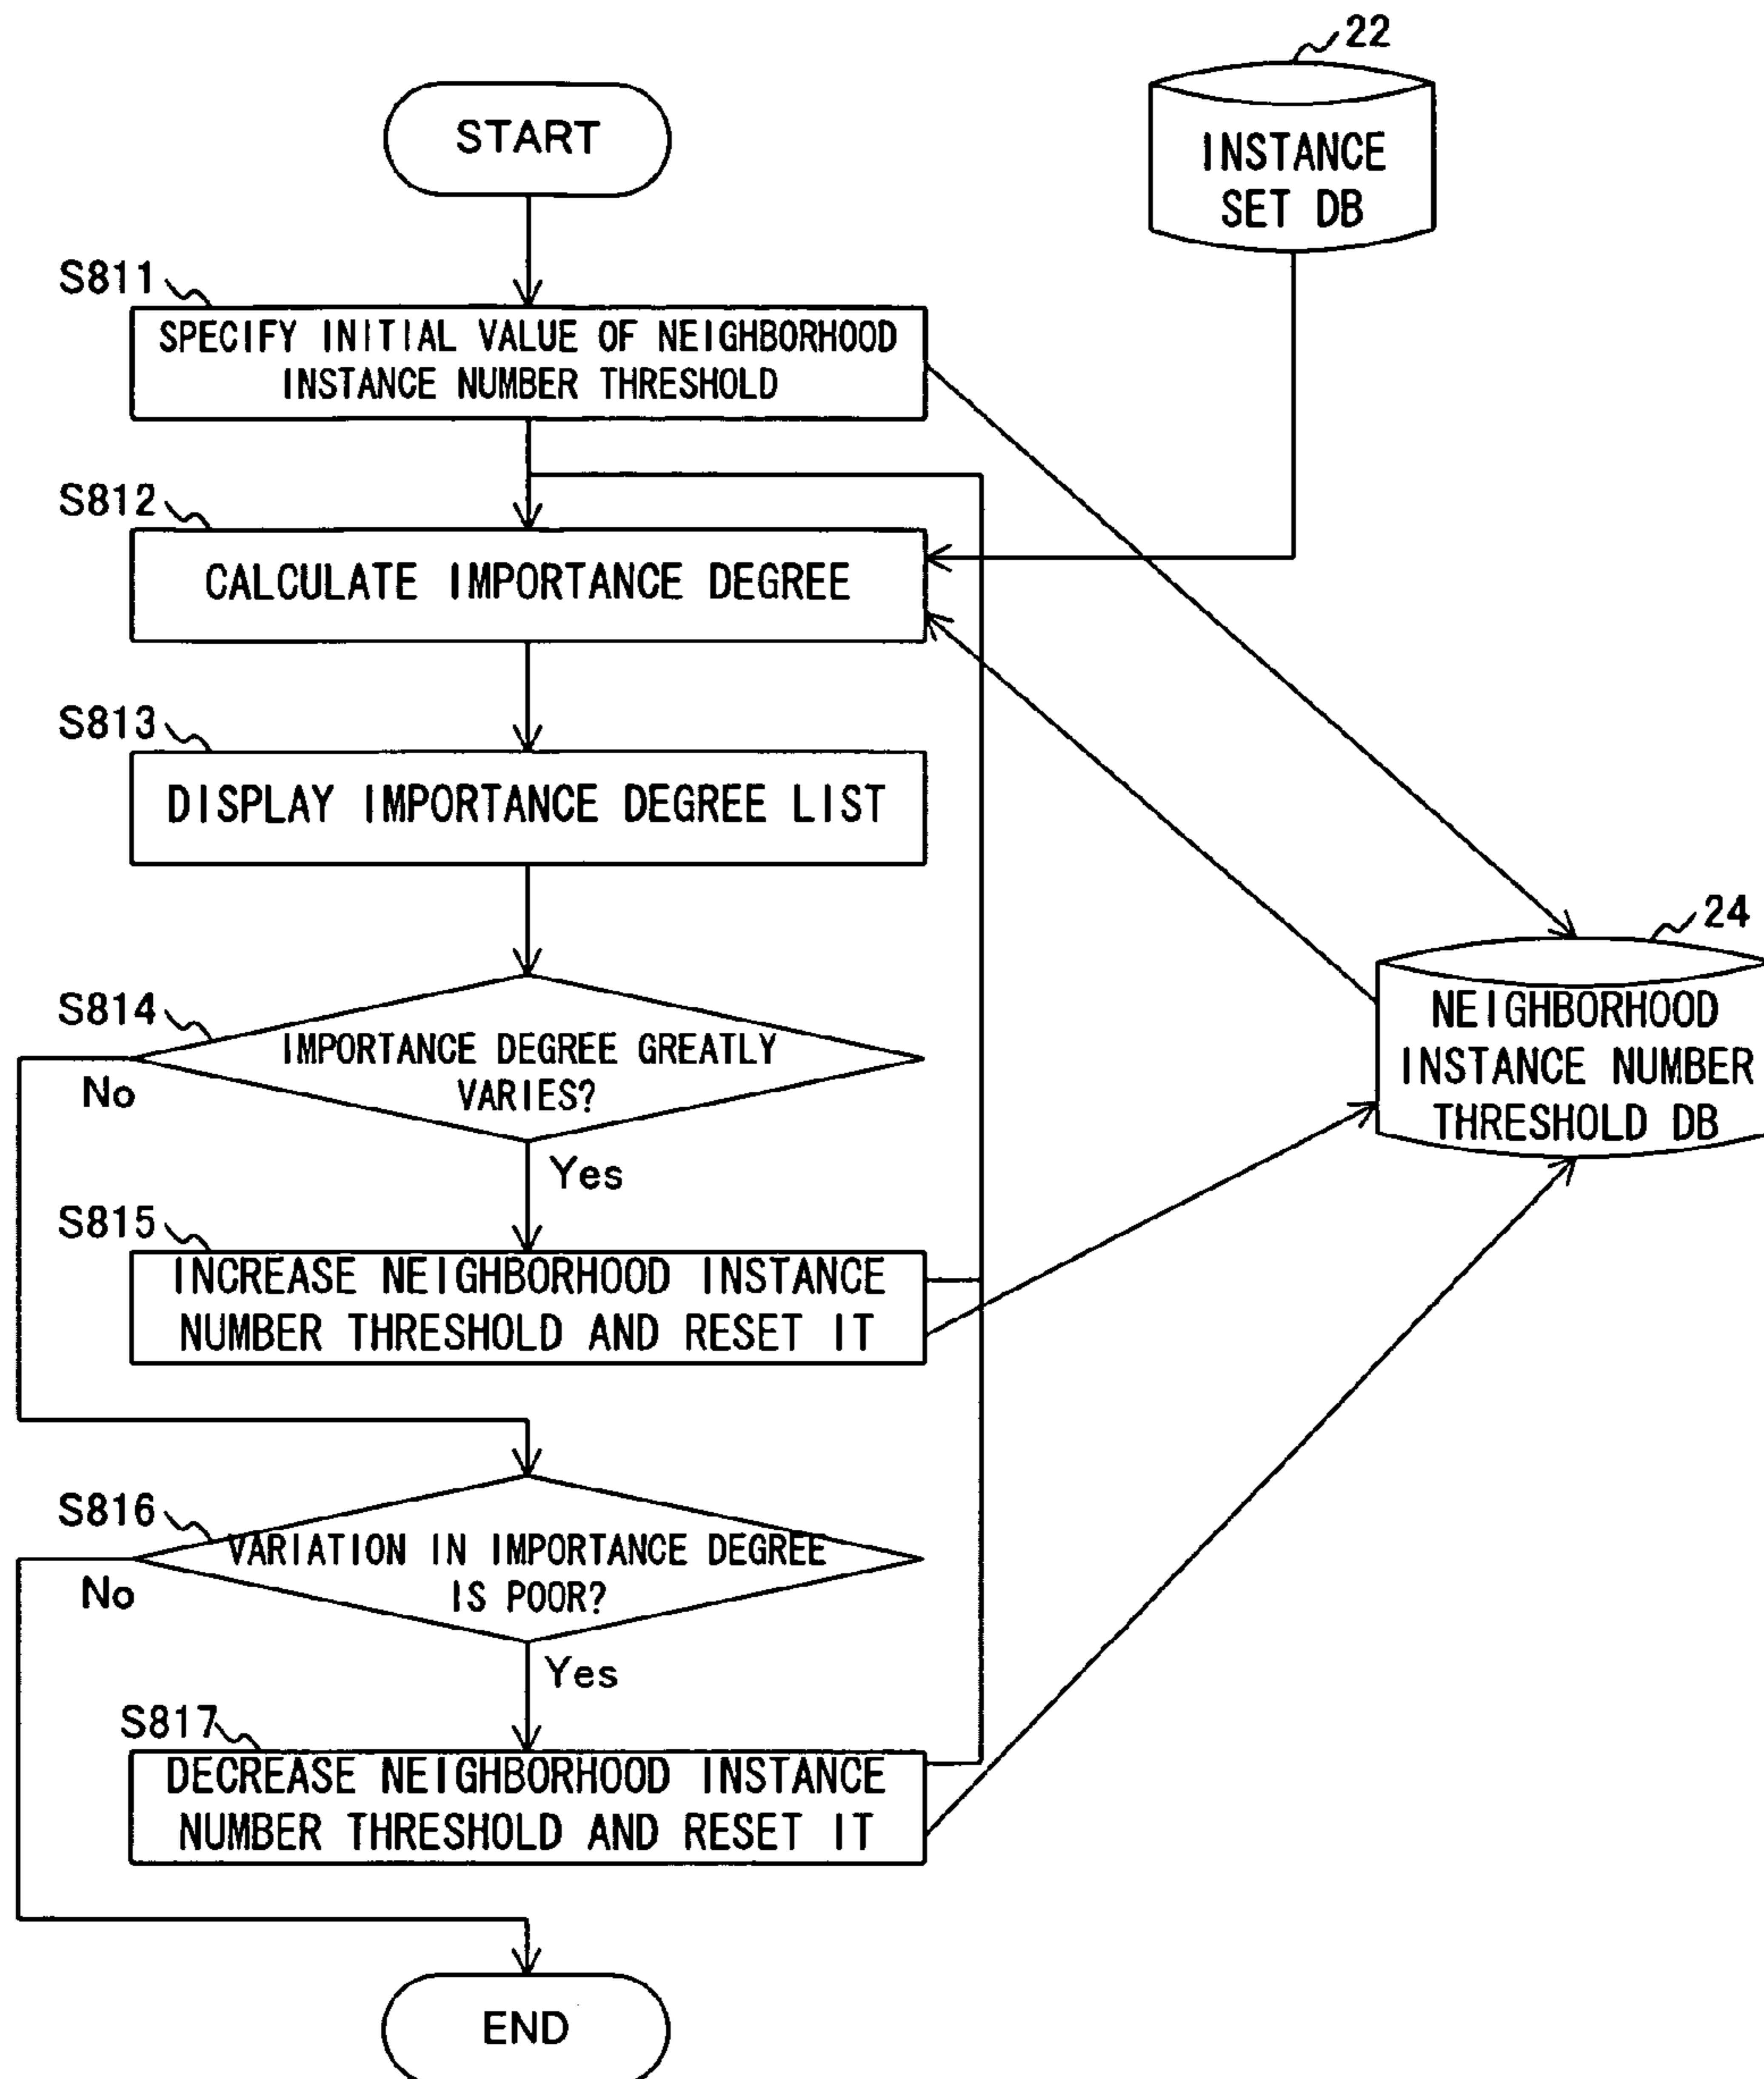 22
START
INSTANCE
SET DB
S811
SPECIFY INITIAL VALUE OF NEIGHBORHOOD
INSTANCE NUMBER THRESHOLD
S812
CALCULATE IMPORTANCE DEGREE
S813
DISPLAY IMPORTANCE DEGREE LIST
24
NEIGHBORHOOD
INSTANCE NUMBER
THRESHOLD DB
S814
IMPORTANCE DEGREE GREATLY
VARIES?
No
Yes
S815
INCREASE NEIGHBORHOOD INSTANCE
NUMBER THRESHOLD AND RESET IT
S816
VARIATION IN IMPORTANCE DEGREE
IS POOR?
No
Yes
S817
DECREASE NEIGHBORHOOD INSTANCE
NUMBER THRESHOLD AND RESET IT
END